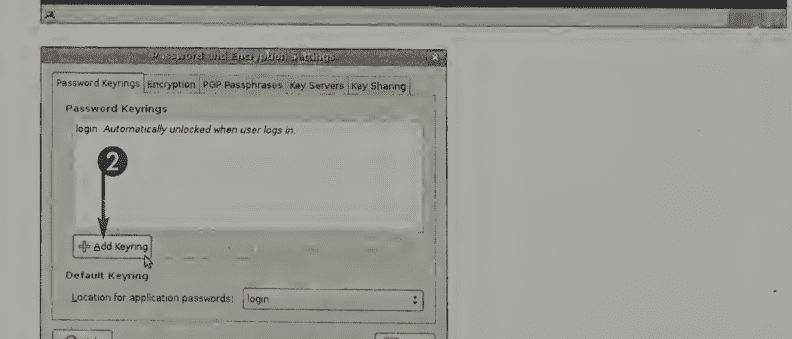 Password and Encryption Settings
Password Keyrings Encryption PGP Passphrases Key Servers Key Sharing
Password Keyrings
login Automatically unlocked when user logs in.
2
Add Keyring
Default Keyring
Location for application passwords: login